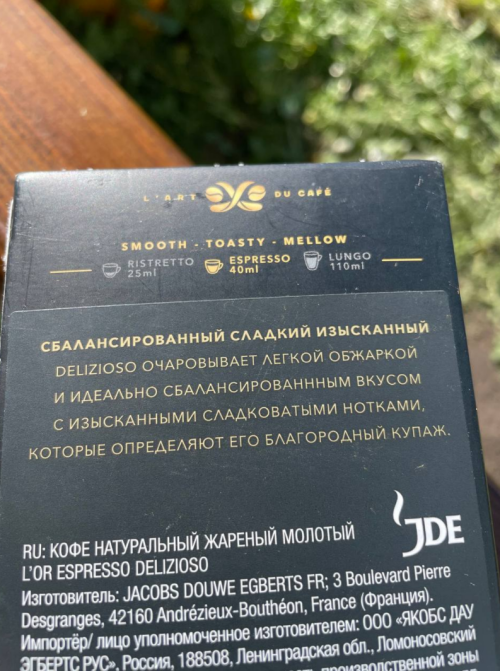 L'ART DU CAFÉ
SMOOTH - TOASTY - MELLOW
RISTRETTO 25ml ESPRESSO 40ml LUNGO 110ml
СБАЛАНСИРОВАННЫЙ СЛАДКИЙ ИЗЫСКАННЫЙ
DELIZIOSO ОЧАРОВЫВАЕТ ЛЕГКОЙ ОБЖАРКОЙ
И ИДЕАЛЬНО СБАЛАНСИРОВАНННЫМ ВКУСОМ
С ИЗЫСКАННЫМИ СЛАДКОВАТЫМИ НОТКАМИ,
КОТОРЫЕ ОПРЕДЕЛЯЮТ ЕГО БЛАГОРОДНЫЙ КУПАЖ.
JDE
RU: КОФЕ НАТУРАЛЬНЫЙ ЖАРЕНЫЙ МОЛОТЫЙ
L'OR ESPRESSO DELIZIOSO
Изготовитель: JACOBS DOUWE EGBERTS FR; 3 Boulevard Pierre
Desgranges, 42160 Andrézieux-Bouthéon, France (Франция).
Импортёр/ лицо уполномоченное изготовителем: ООО «ЯКОБС ДАУ
ЭГБЕРТС РУС», Россия, 188508, Ленинградская обл., Ломоносовский
производственной зоны